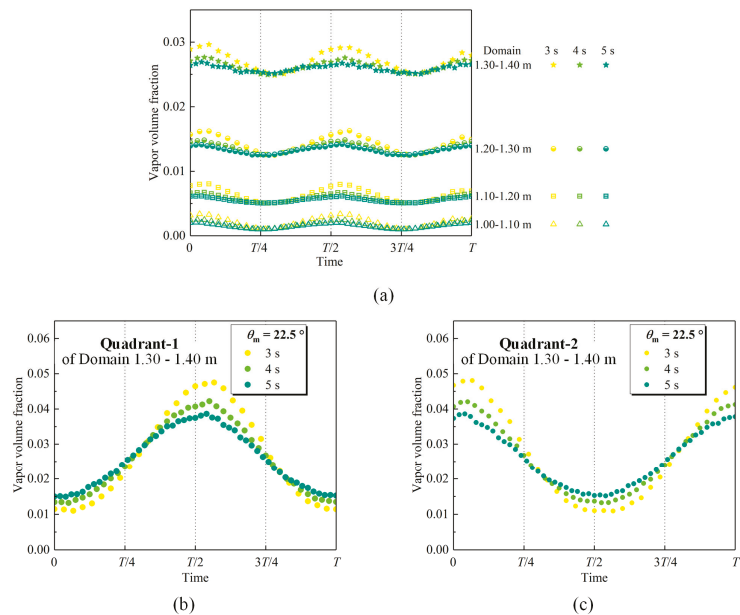 Domain 3 s 4 s 5 s
1.30-1.40 m
1.20-1.30 m
1.10-1.20 m
1.00-1.10 m
Vapor volume fraction
0.03
0.02
0.01
0.00
0 T/4 T/2 3T/4 T
Time
(a)
Quadrant-1
of Domain 1.30 - 1.40 m
θm = 22.5 °
3 s
4 s
5 s
Vapor volume fraction
0.06
0.05
0.04
0.03
0.02
0.01
0.00
0 T/4 T/2 3T/4 T
Time
(b)
Quadrant-2
of Domain 1.30 - 1.40 m
θm = 22.5 °
3 s
4 s
5 s
Vapor volume fraction
0.06
0.05
0.04
0.03
0.02
0.01
0.00
0 T/4 T/2 3T/4 T
Time
(c)